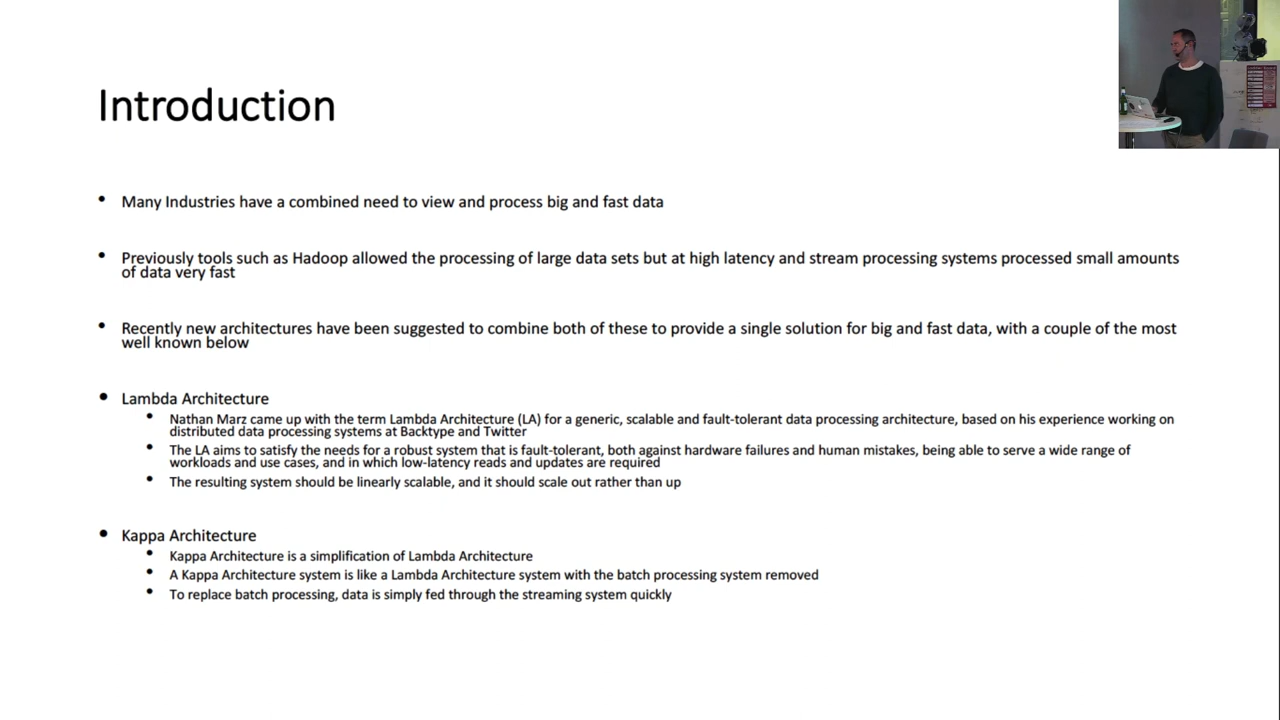 Introduction
• Many Industries have a combined need to view and process big and fast data
• Previously tools such as Hadoop allowed the processing of large data sets but at high latency and stream processing systems processed small amounts
of data very fast
• Recently new architectures have been suggested to combine both of these to provide a single solution for big and fast data, with a couple of the most
well known below
• Lambda Architecture
• Nathan Marz came up with the term Lambda Architecture (LA) for a generic, scalable and fault-tolerant data processing architecture, based on his experience working on
distributed data processing systems at Backtype and Twitter
• The LA aims to satisfy the needs for a robust system that is fault-tolerant, both against hardware failures and human mistakes, being able to serve a wide range of
workloads and use cases, and in which low-latency reads and updates are required
• The resulting system should be linearly scalable, and it should scale out rather than up
• Kappa Architecture
• Kappa Architecture is a simplification of Lambda Architecture
• A Kappa Architecture system is like a Lambda Architecture system with the batch processing system removed
• To replace batch processing, data is simply fed through the streaming system quickly